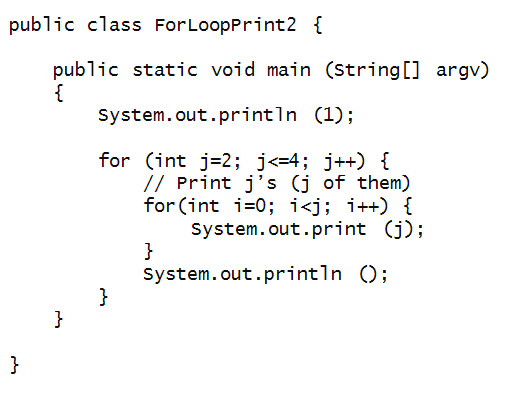 public class ForLoopPrint2 {
public static void main (String[] argv)
{
System.out.println (1);
for (int j=2; j<=4; j++) {
// Print j's (j of them)
for(int i=0; i<j; i++) {
System.out.print (j);
}
System.out.println ();
}
}
}